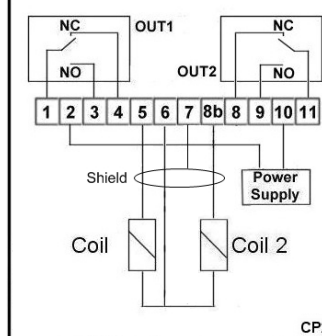 NC OUT1 NC
NO OUT2 NO
1 2 3 4 5 6 7 8b 8 9 10 11
Shield
Power
Supply
Coil Coil 2
CP